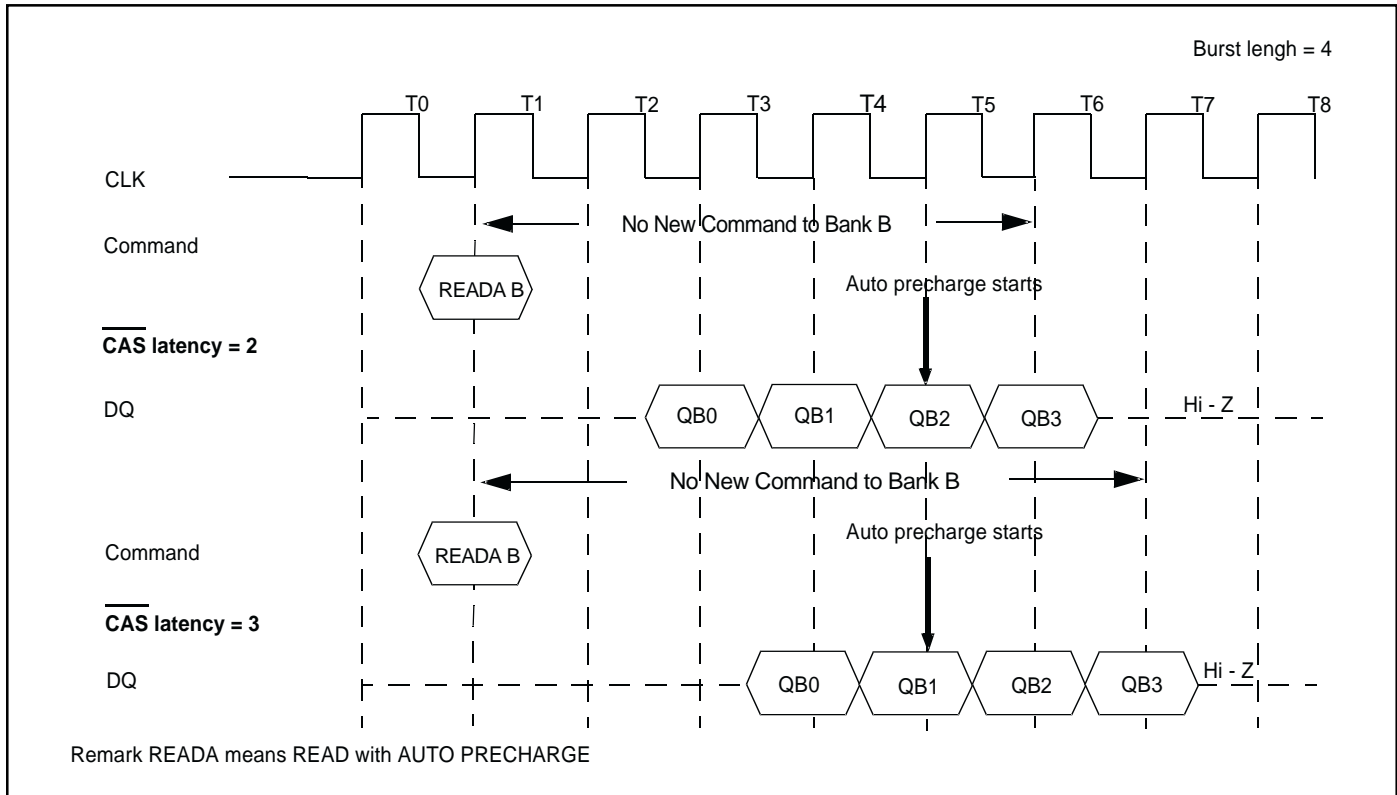 Burst lengh = 4
T0 T1 T2 T3 T4 T5 T6 T7 T8
CLK
No New Command to Bank B
Command
READA B
Auto precharge starts
CAS latency = 2
DQ
QB0 QB1 QB2 QB3 Hi - Z
No New Command to Bank B
Auto precharge starts
Command
READA B
CAS latency = 3
DQ
QB0 QB1 QB2 QB3 Hi - Z
Remark READA means READ with AUTO PRECHARGE